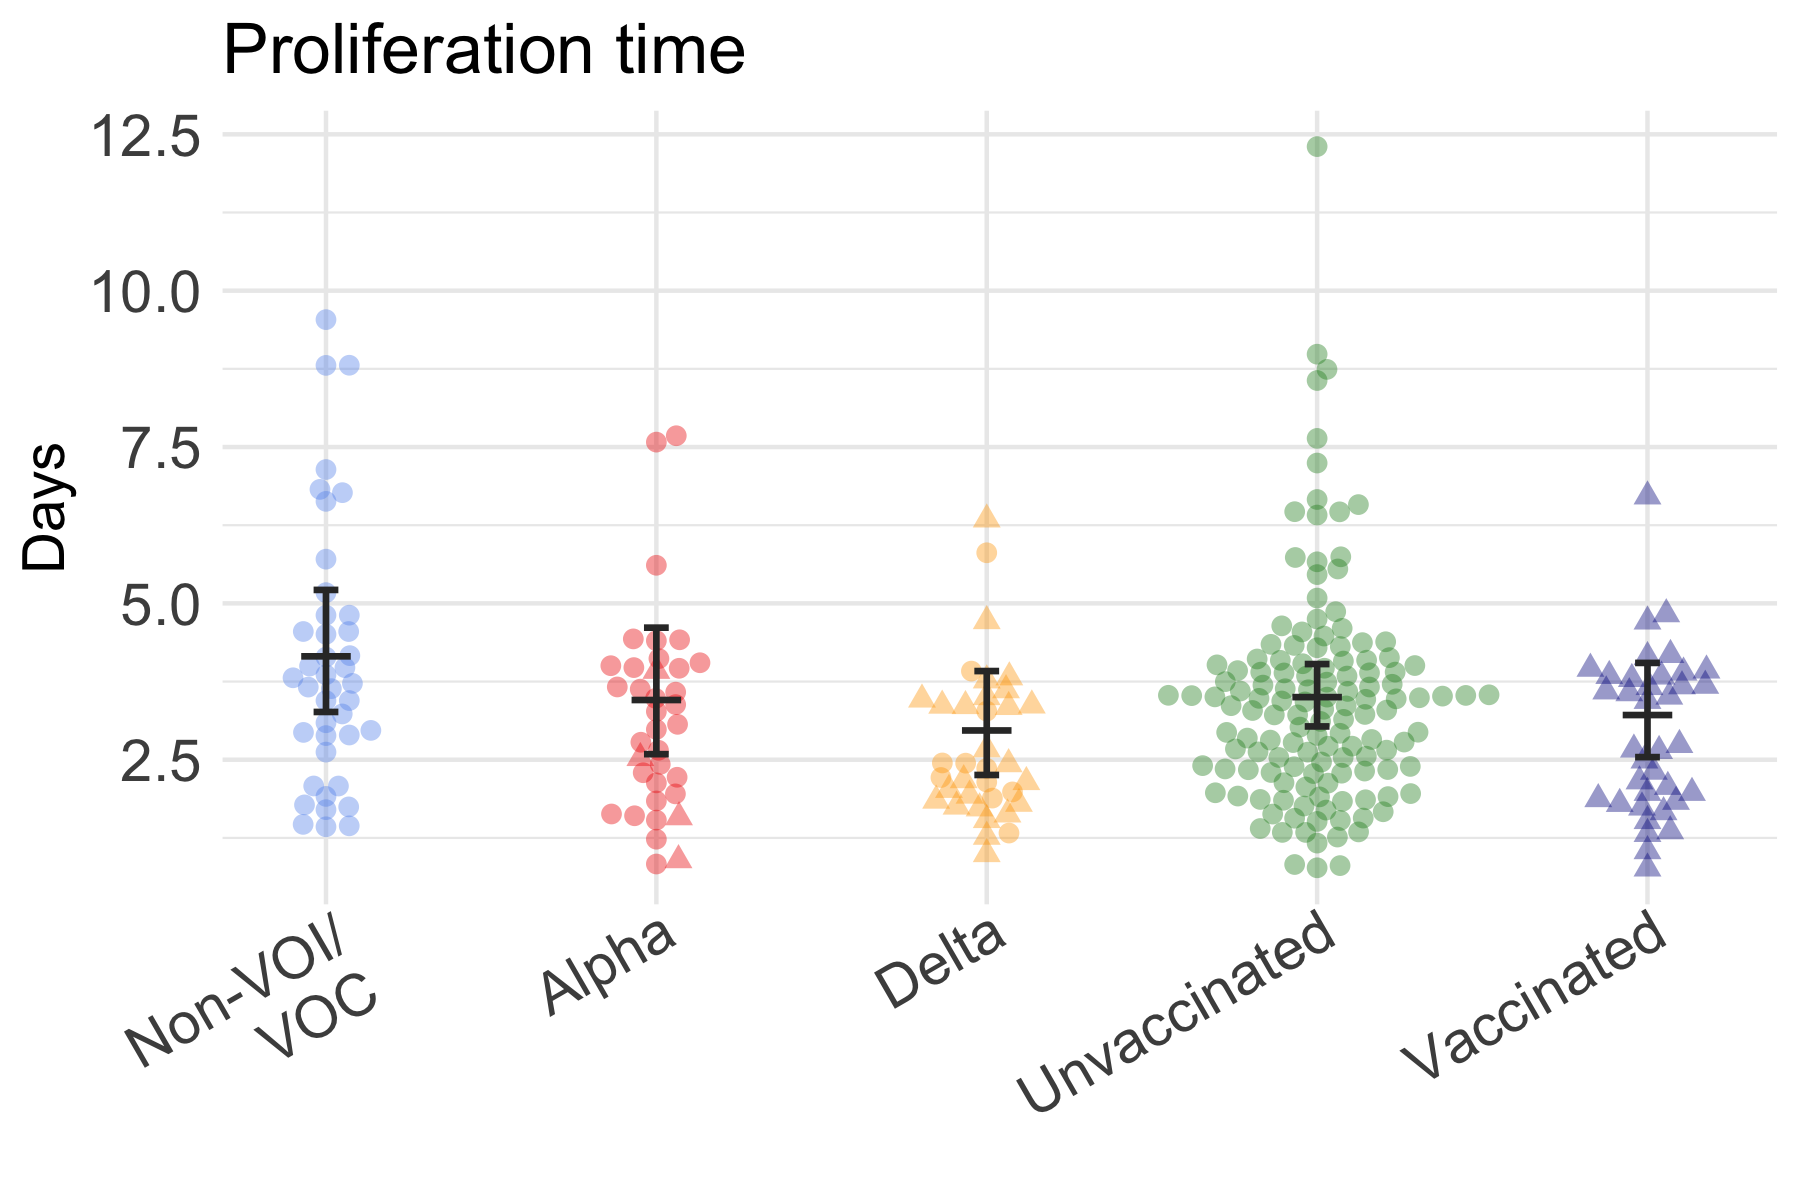 Proliferation time
Days
12.5
10.0
7.5
5.0
2.5
Non-VOI/
VOC
Alpha
Delta
Unvaccinated
Vaccinated